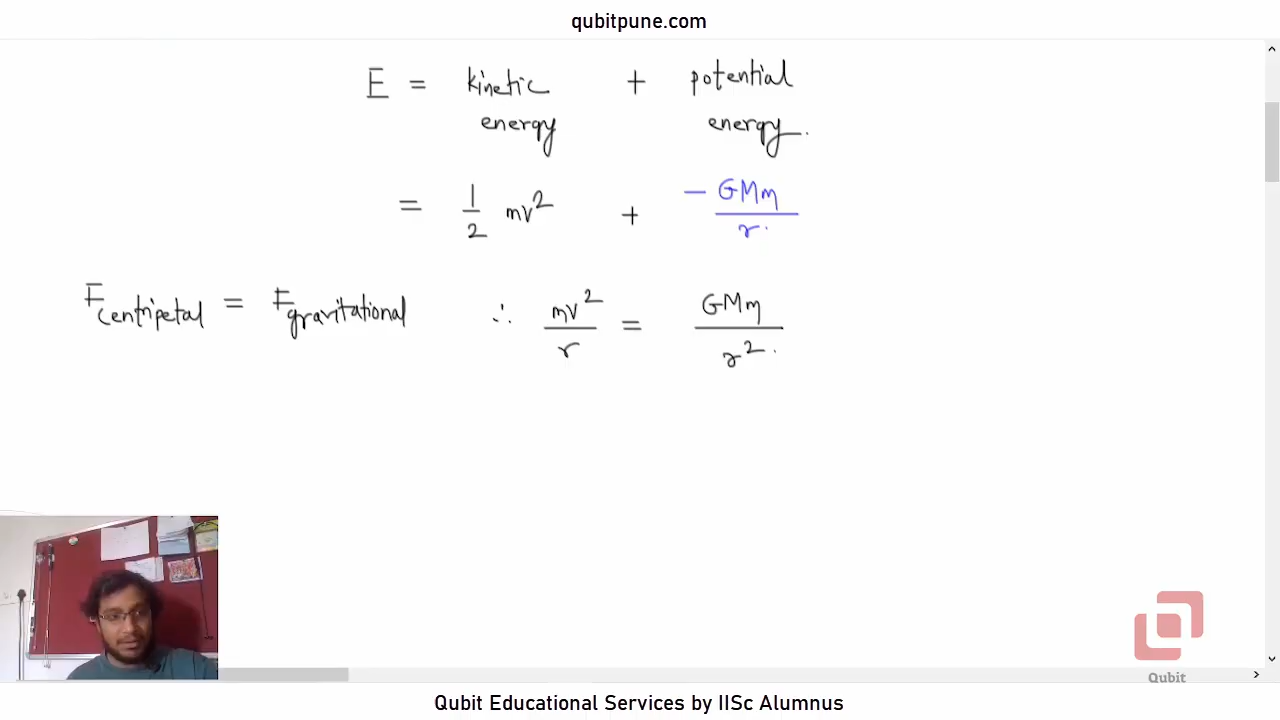 qubitpune.com
E = kinetic energy + potential energy.
= 1/2 mv² + -GMm/r.
F centripetal = F gravitational ∴ mv²/r = GMm/r².
Qubit
Qubit Educational Services by IISc Alumnus